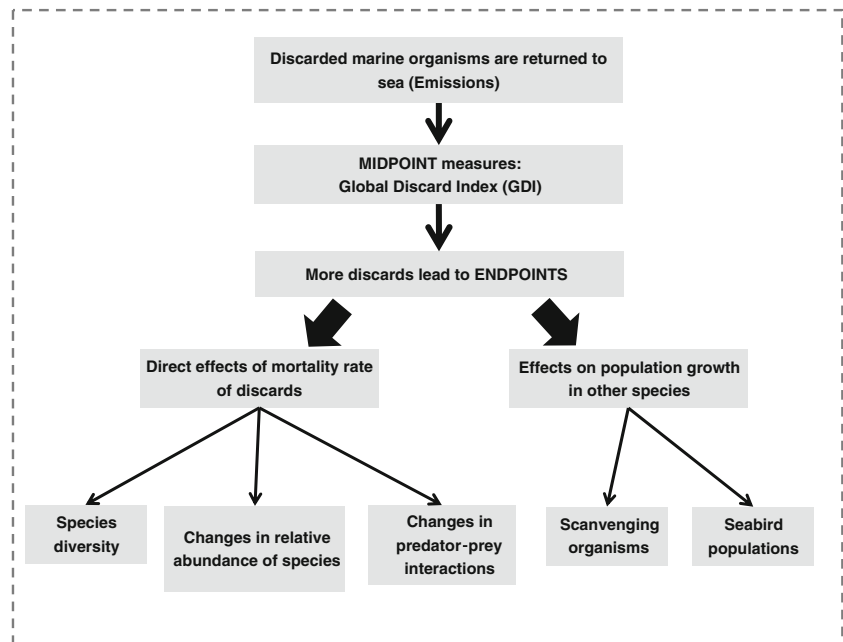 Discarded marine organisms are returned to
sea (Emissions)
MIDPOINT measures:
Global Discard Index (GDI)
More discards lead to ENDPOINTS
Direct effects of mortality rate
of discards
Effects on population growth
in other species
Species
diversity
Changes in relative
abundance of species
Changes in
predator-prey
interactions
Scanvenging
organisms
Seabird
populations